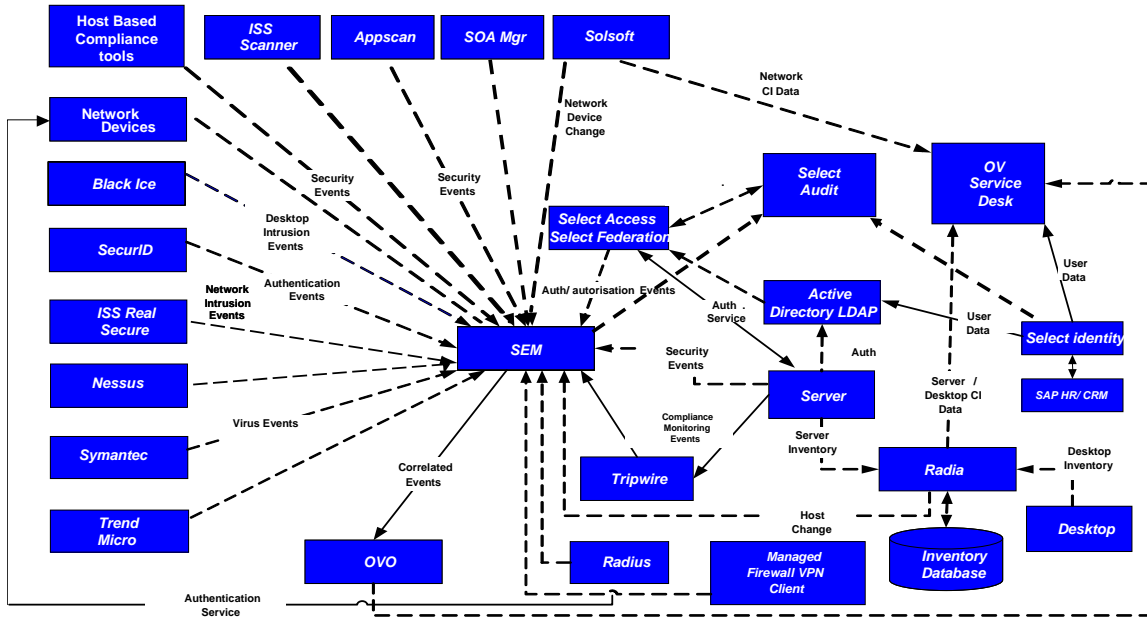 Host Based
Compliance
tools
ISS
Scanner
Appscan
SOA Mgr
Solsoft
Network
CI Data
Network
Devices
Network
Device
Change
Black Ice
Security
Events
Security
Events
Select
Audit
OV
Service
Desk
Desktop
Intrusion
Events
Select Access
Select Federation
SecurID
Authentication
Events
User
Data
Network
Intrusion
Events
Auth/ autorisation Events
ISS Real
Secure
Auth
Service
Active
Directory LDAP
User
Data
Select identity
SEM
Security
Events
Auth
Nessus
Server
Server /
Desktop CI
Data
SAP HR/ CRM
Virus Events
Compliance
Monitoring
Events
Server
Inventory
Symantec
Correlated
Events
Tripwire
Radia
Desktop
Inventory
Trend
Micro
Host
Change
Desktop
OVO
Radius
Managed
Firewall VPN
Client
Inventory
Database
Authentication
Service